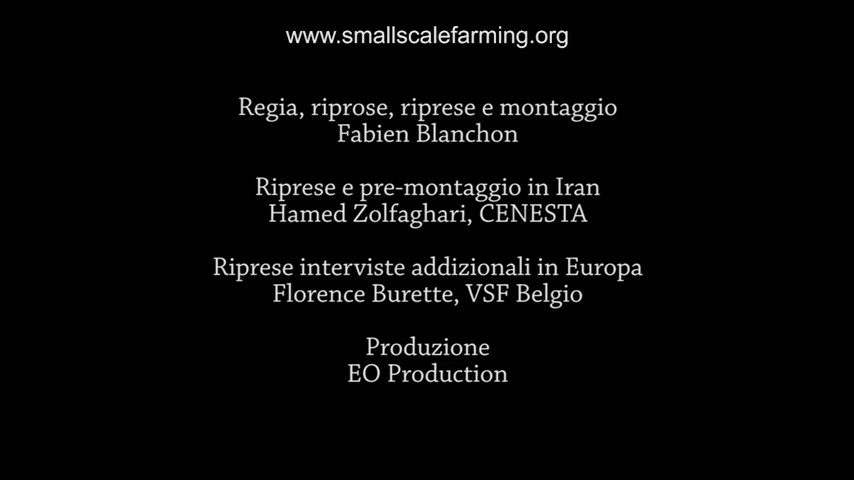 www.smallscalefarming.org
Regia, riprose, riprese e montaggio
Fabien Blanchon
Riprese e pre-montaggio in Iran
Hamed Zolfaghari, CENESTA
Riprese interviste addizionali in Europa
Florence Burette, VSF Belgio
Produzione
EO Production